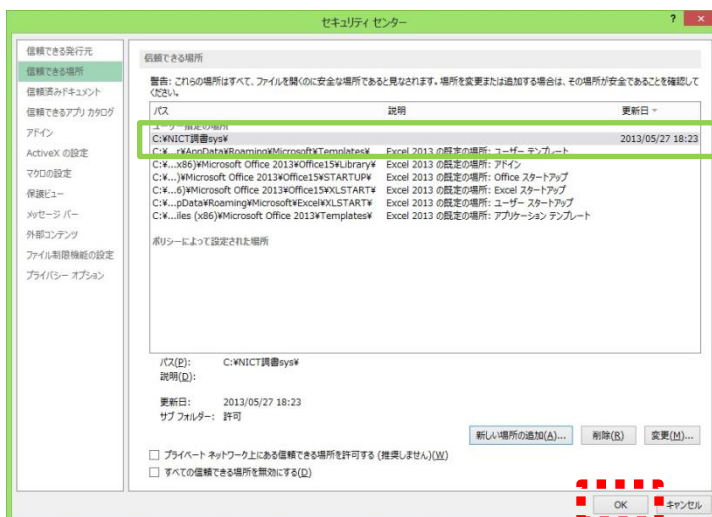 セキュリティ センター
? ×
信頼できる発行元
信頼できる場所
信頼済みドキュメント
信頼できるアプリ カタログ
アドイン
ActiveX の設定
マクロの設定
保護ビュー
メッセージ バー
外部コンテンツ
ファイル制限機能の設定
プライバシー オプション
信頼できる場所
警告: これらの場所はすべて、ファイルを開くのに安全な場所であると見なされます。場所を変更または追加する場合は、その場所が安全であることを確認して
ください。
パス 説明 更新日
ユーザー指定の場所
C:¥NICT調書sys¥ 2013/05/27 18:23
C:¥...r¥AppData¥Roaming¥Microsoft¥Templates¥ Excel 2013 の既定の場所: ユーザー テンプレート
C:¥...x86)¥Microsoft Office 2013¥Office15¥Library¥ Excel 2013 の既定の場所: アドイン
C:¥...)¥Microsoft Office 2013¥Office15¥STARTUP¥ Excel 2013 の既定の場所: Office スタートアップ
C:¥...6)¥Microsoft Office 2013¥Office15¥XLSTART¥ Excel 2013 の既定の場所: Excel スタートアップ
C:¥...pData¥Roaming¥Microsoft¥Excel¥XLSTART¥ Excel 2013 の既定の場所: ユーザー スタートアップ
C:¥...iles (x86)¥Microsoft Office 2013¥Templates¥ Excel 2013 の既定の場所: アプリケーション テンプレート
ポリシーによって設定された場所
パス(P): C:¥NICT調書sys¥
説明(D):
更新日: 2013/05/27 18:23
サブ フォルダー: 許可
新しい場所の追加(A)... 削除(R) 変更(M)...
プライベート ネットワーク上にある信頼できる場所を許可する (推奨しません)(W)
すべての信頼できる場所を無効にする(D)
OK キャンセル